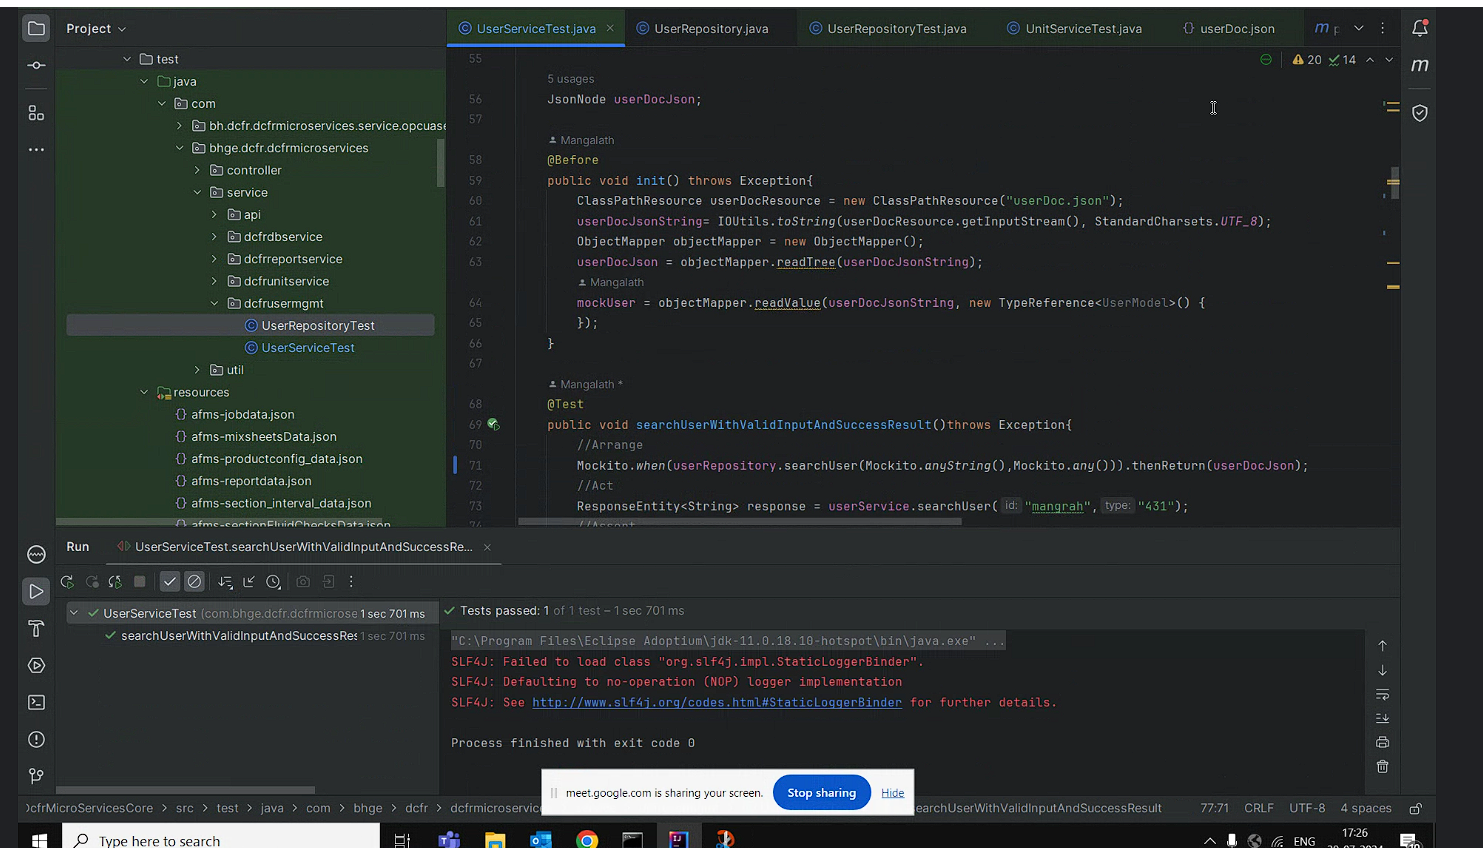 Project
UserServiceTest.java
UserRepository.java
UserRepositoryTest.java
UnitServiceTest.java
userDoc.json
test
java
com
bh.dcfr.dcfrmicroservices.service.opcuase
bhge.dcfr.dcfrmicroservices
controller
service
api
dcfrdbservice
dcfrreportservice
dcfrunitservice
dcfrusermgmt
UserRepositoryTest
UserServiceTest
util
resources
afms-jobdata.json
afms-mixsheetsData.json
afms-productconfig_data.json
afms-reportdata.json
afms-section_interval_data.json
afms-sectionFluidChecksData.json
20 14
55
5 usages
56 JsonNode userDocJson;
57
Mangalath
58 @Before
59 public void init() throws Exception{
60 ClassPathResource userDocResource = new ClassPathResource("userDoc.json");
61 userDocJsonString= IOUtils.toString(userDocResource.getInputStream(), StandardCharsets.UTF_8);
62 ObjectMapper objectMapper = new ObjectMapper();
63 userDocJson = objectMapper.readTree(userDocJsonString);
Mangalath
64 mockUser = objectMapper.readValue(userDocJsonString, new TypeReference<UserModel>() {
65 });
66 }
67
Mangalath *
68 @Test
69 public void searchUserWithValidInputAndSuccessResult()throws Exception{
70 //Arrange
71 Mockito.when(userRepository.searchUser(Mockito.anyString(),Mockito.any())).thenReturn(userDocJson);
72 //Act
73 ResponseEntity<String> response = userService.searchUser( id: "mangrah", type: "431");
74 //Assert
Run
UserServiceTest.searchUserWithValidInputAndSuccessRe...
UserServiceTest (com.bhge.dcfr.dcfrmicrose 1 sec 701 ms
searchUserWithValidInputAndSuccessRes 1 sec 701 ms
Tests passed: 1 of 1 test – 1 sec 701 ms
"C:\Program Files\Eclipse Adoptium\jdk-11.0.18.10-hotspot\bin\java.exe" ...
SLF4J: Failed to load class "org.slf4j.impl.StaticLoggerBinder".
SLF4J: Defaulting to no-operation (NOP) logger implementation
SLF4J: See http://www.slf4j.org/codes.html#StaticLoggerBinder for further details.
Process finished with exit code 0
meet.google.com is sharing your screen.
Stop sharing
Hide
DcfrMicroServicesCore > src > test > java > com > bhge > dcfr > dcfrmicroservic
earchUserWithValidInputAndSuccessResult
77:71 CRLF UTF-8 4 spaces
Type here to search
ENG
17:26